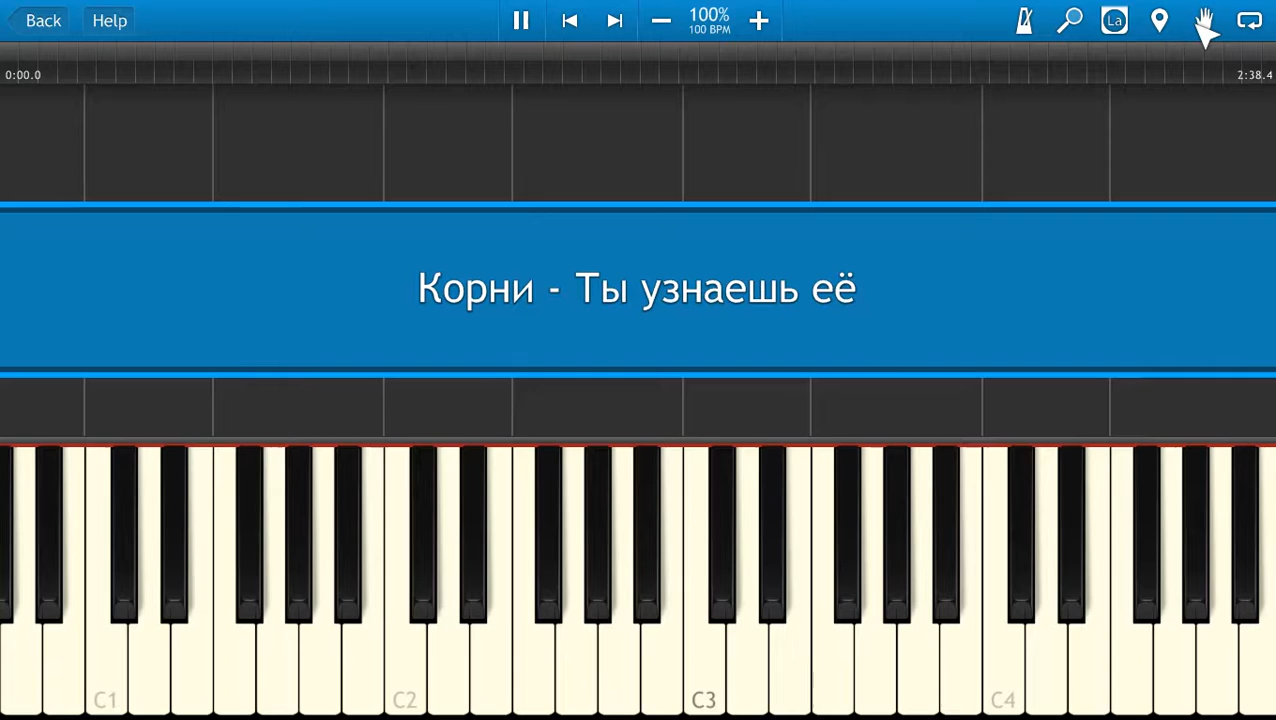 Back Help 100% La
100 BPM
0:00.0 2:38.4
Корни - Ты узнаешь её
C1 C2 C3 C4